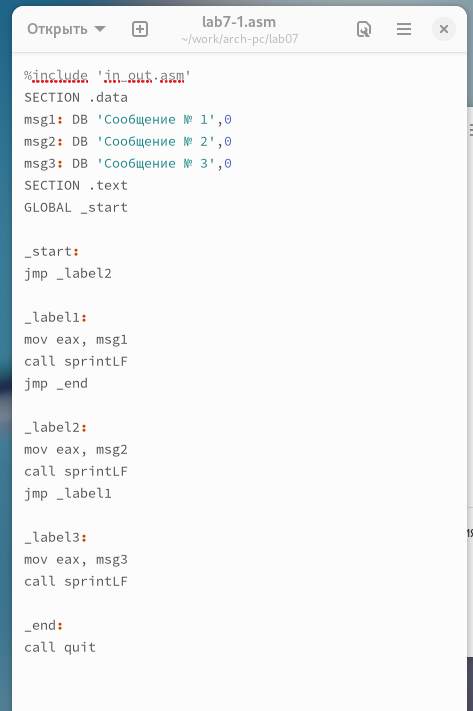 Открыть
lab7-1.asm
~/work/arch-pc/lab07
%include 'in_out.asm'
SECTION .data
msg1: DB 'Сообщение № 1',0
msg2: DB 'Сообщение № 2',0
msg3: DB 'Сообщение № 3',0
SECTION .text
GLOBAL _start
_start:
jmp _label2
_label1:
mov eax, msg1
call sprintLF
jmp _end
_label2:
mov eax, msg2
call sprintLF
jmp _label1
_label3:
mov eax, msg3
call sprintLF
_end:
call quit